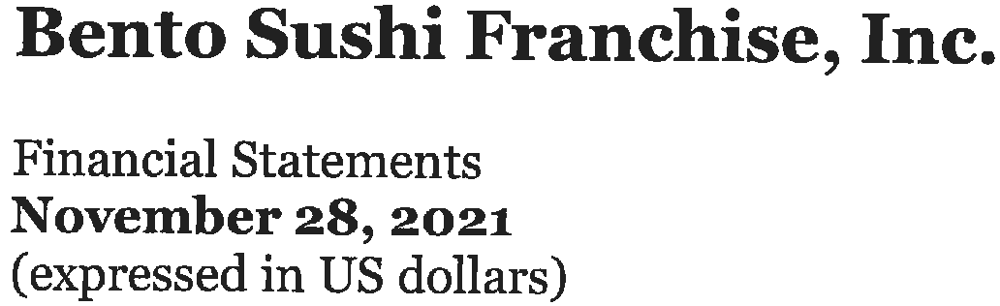 Bento Sushi Franchise, Inc.
Financial Statements
November 28, 2021
(expressed in US dollars)